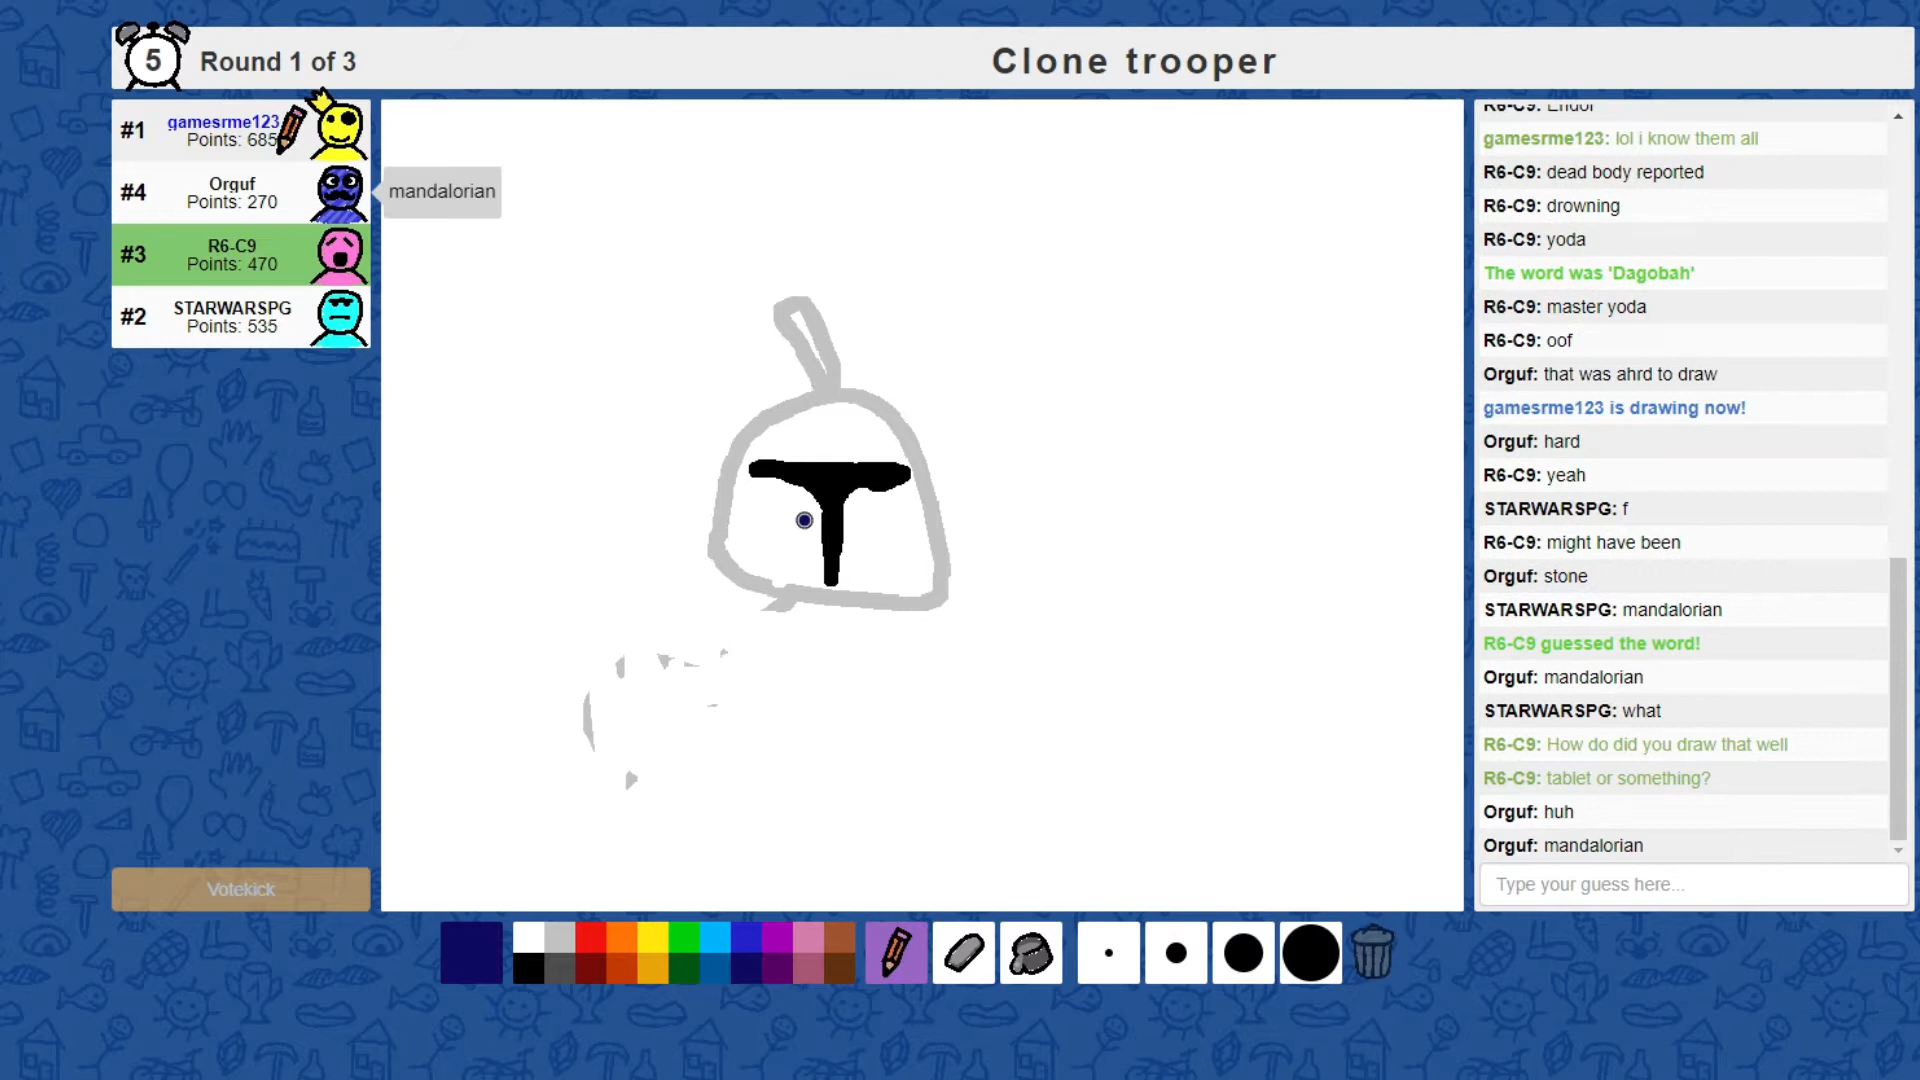 5
Round 1 of 3
Clone trooper
#1
gamesrme123
Points: 685
#4
Orguf
Points: 270
mandalorian
#3
R6-C9
Points: 470
#2
STARWARSPG
Points: 535
Votekick
R6-C9: Endor
gamesrme123: lol i know them all
R6-C9: dead body reported
R6-C9: drowning
R6-C9: yoda
The word was 'Dagobah'
R6-C9: master yoda
R6-C9: oof
Orguf: that was ahrd to draw
gamesrme123 is drawing now!
Orguf: hard
R6-C9: yeah
STARWARSPG: f
R6-C9: might have been
Orguf: stone
STARWARSPG: mandalorian
R6-C9 guessed the word!
Orguf: mandalorian
STARWARSPG: what
R6-C9: How do did you draw that well
R6-C9: tablet or something?
Orguf: huh
Orguf: mandalorian
Type your guess here...